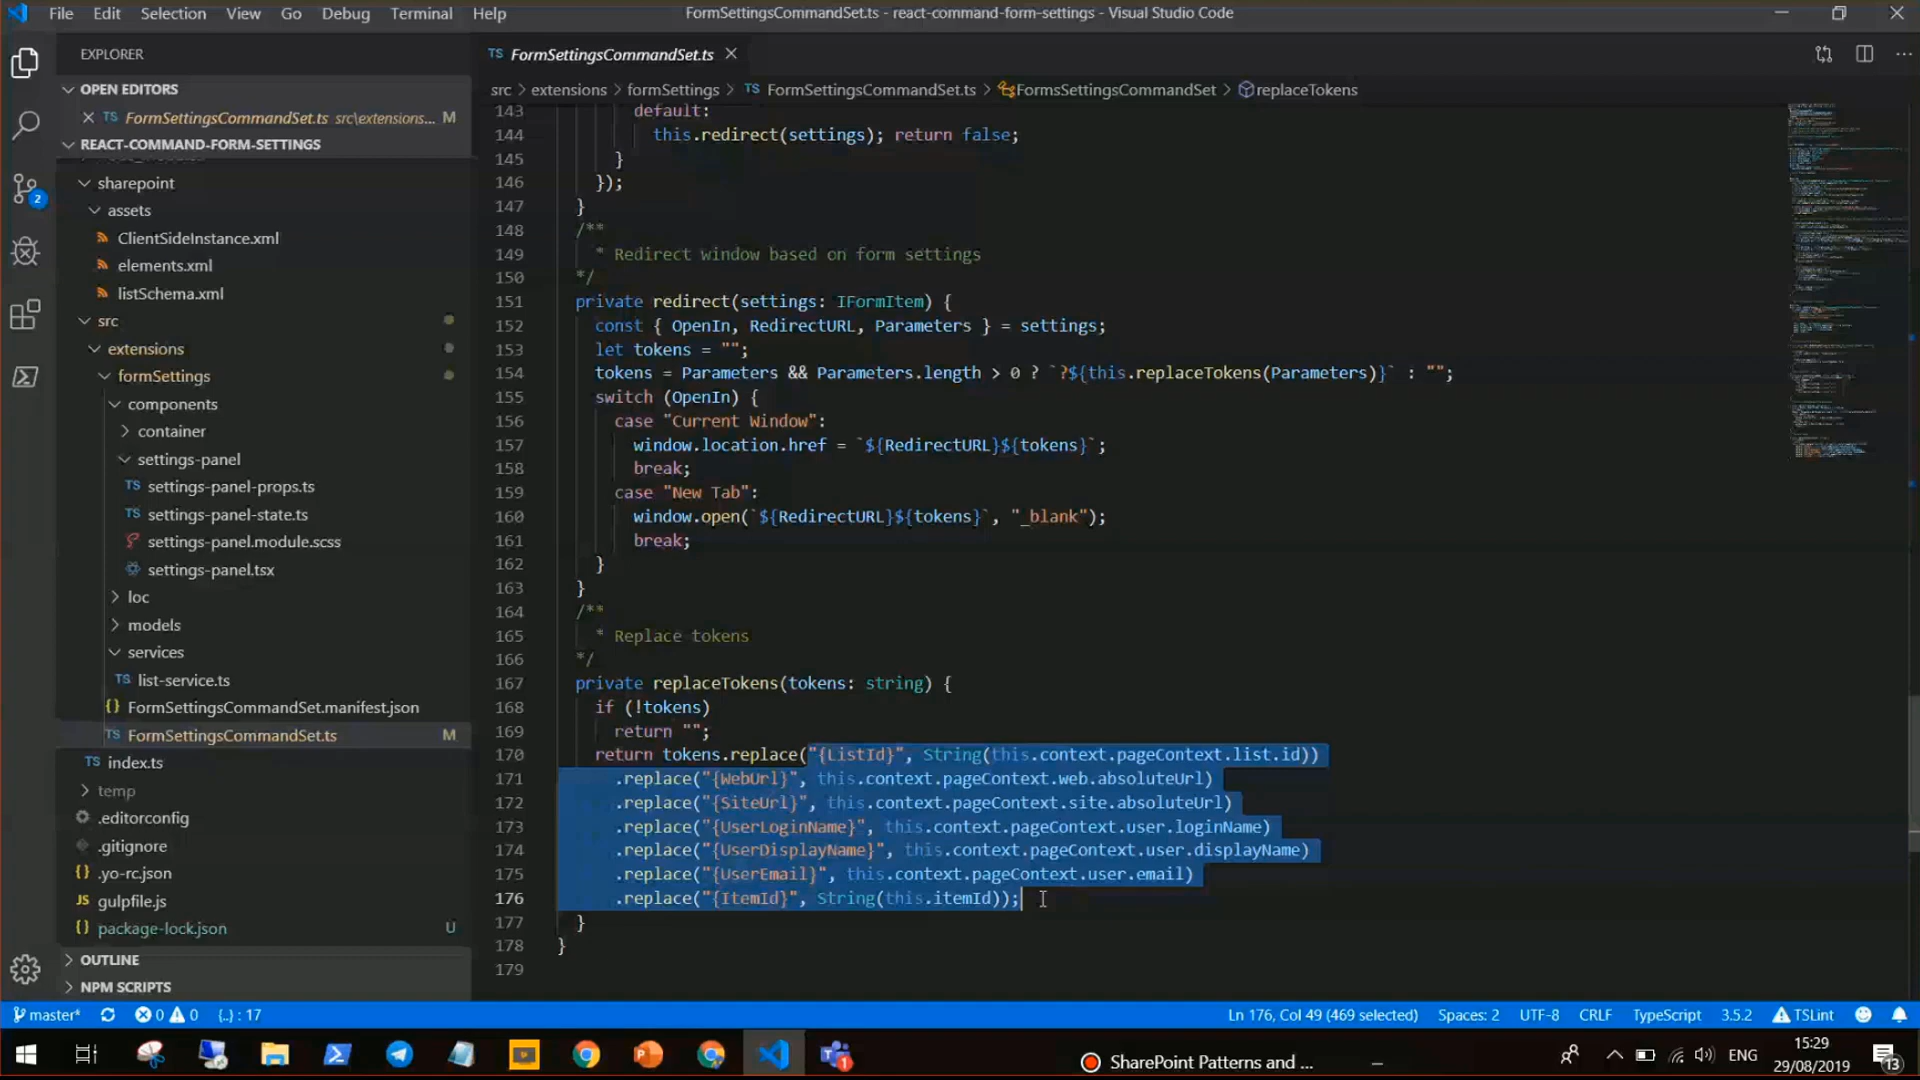 File Edit Selection View Go Debug Terminal Help
FormSettingsCommandSet.ts - react-command-form-settings - Visual Studio Code
EXPLORER
OPEN EDITORS
TS FormSettingsCommandSet.ts src\extensions... M
REACT-COMMAND-FORM-SETTINGS
sharepoint
assets
ClientSideInstance.xml
elements.xml
listSchema.xml
src
extensions
formSettings
components
container
settings-panel
TS settings-panel-props.ts
TS settings-panel-state.ts
settings-panel.module.scss
settings-panel.tsx
loc
models
services
TS list-service.ts
{} FormSettingsCommandSet.manifest.json
TS FormSettingsCommandSet.ts M
TS index.ts
temp
.editorconfig
.gitignore
{} .yo-rc.json
JS gulpfile.js
{} package-lock.json U
OUTLINE
NPM SCRIPTS
2
TS FormSettingsCommandSet.ts
src > extensions > formSettings > TS FormSettingsCommandSet.ts > FormsSettingsCommandSet > replaceTokens
143 default:
144 this.redirect(settings); return false;
145 }
146 });
147 }
148 /**
149 * Redirect window based on form settings
150 */
151 private redirect(settings: IFormItem) {
152 const { OpenIn, RedirectURL, Parameters } = settings;
153 let tokens = "";
154 tokens = Parameters && Parameters.length > 0 ? `?${this.replaceTokens(Parameters)}` : "";
155 switch (OpenIn) {
156 case "Current Window":
157 window.location.href = `${RedirectURL}${tokens}`;
158 break;
159 case "New Tab":
160 window.open(`${RedirectURL}${tokens}`, "_blank");
161 break;
162 }
163 }
164 /**
165 * Replace tokens
166 */
167 private replaceTokens(tokens: string) {
168 if (!tokens)
169 return "";
170 return tokens.replace("{ListId}", String(this.context.pageContext.list.id))
171 .replace("{WebUrl}", this.context.pageContext.web.absoluteUrl)
172 .replace("{SiteUrl}", this.context.pageContext.site.absoluteUrl)
173 .replace("{UserLoginName}", this.context.pageContext.user.loginName)
174 .replace("{UserDisplayName}", this.context.pageContext.user.displayName)
175 .replace("{UserEmail}", this.context.pageContext.user.email)
176 .replace("{ItemId}", String(this.itemId));
177 }
178 }
179
master* 0 0 {..} : 17
Ln 176, Col 49 (469 selected) Spaces: 2 UTF-8 CRLF TypeScript 3.5.2 TSLint
SharePoint Patterns and ...
ENG
15:29
29/08/2019
13